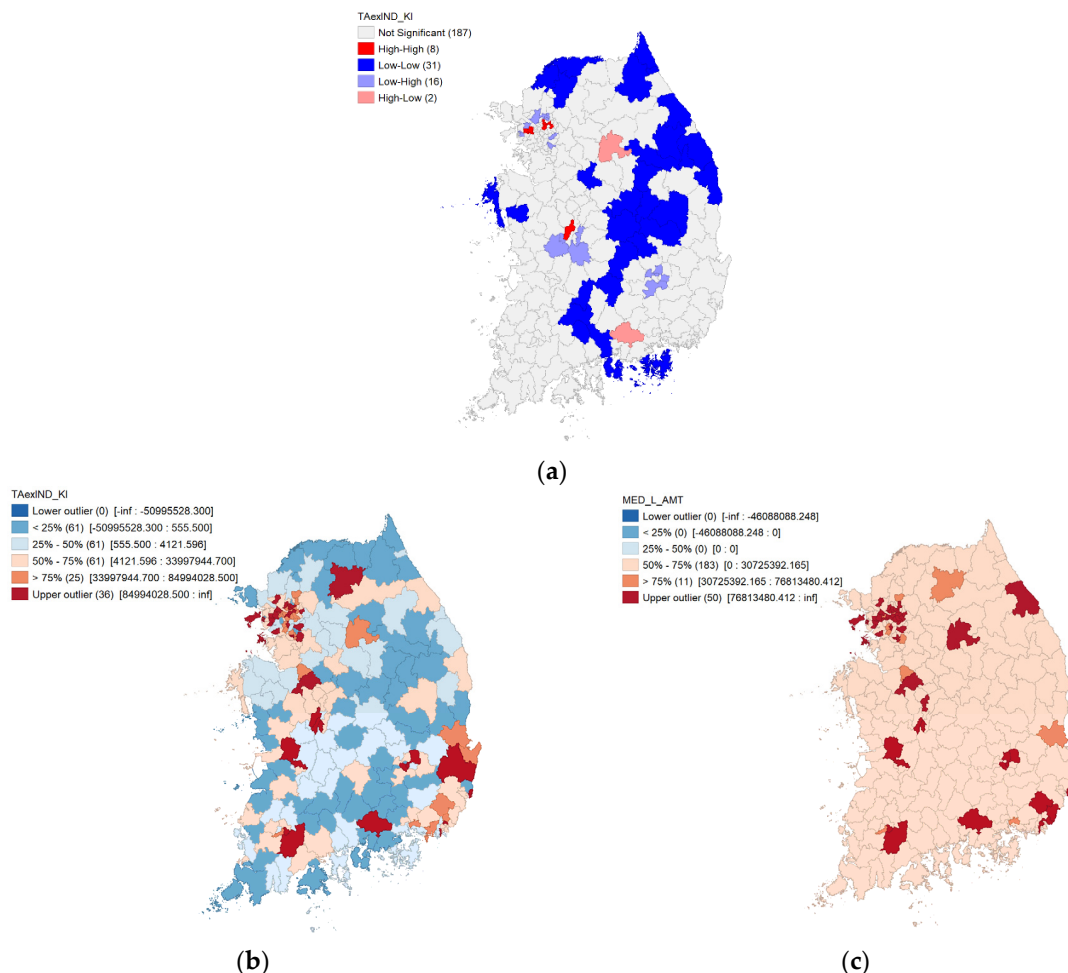 TAexIND_KI
Not Significant (187)
High-High (8)
Low-Low (31)
Low-High (16)
High-Low (2)
(a)
TAexIND_KI
Lower outlier (0) [-inf : -50995528.300]
< 25% (61) [-50995528.300 : 555.500]
25% - 50% (61) [555.500 : 4121.596]
50% - 75% (61) [4121.596 : 33997944.700]
> 75% (25) [33997944.700 : 84994028.500]
Upper outlier (36) [84994028.500 : inf]
(b)
MED_L_AMT
Lower outlier (0) [-inf : -46088088.248]
< 25% (0) [-46088088.248 : 0]
25% - 50% (0) [0 : 0]
50% - 75% (183) [0 : 30725392.165]
> 75% (11) [30725392.165 : 76813480.412]
Upper outlier (50) [76813480.412 : inf]
(c)